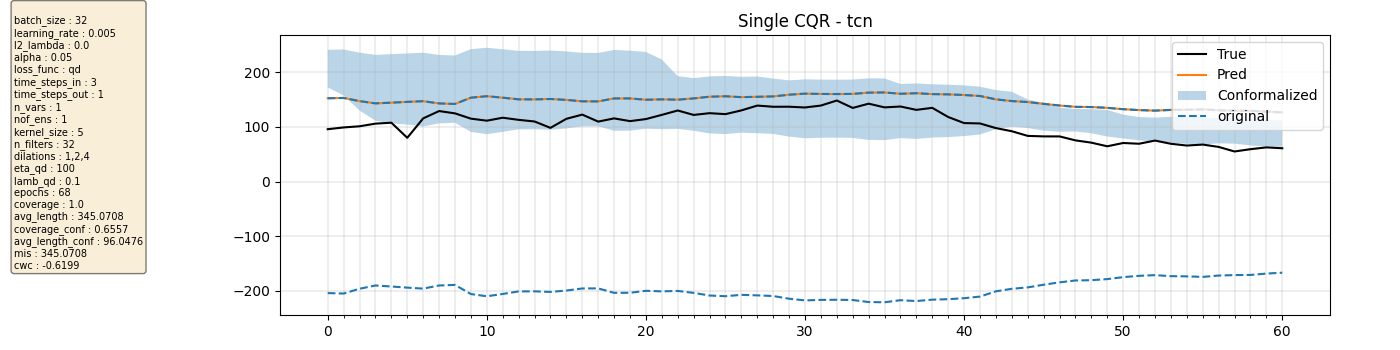 batch_size : 32
learning_rate : 0.005
l2_lambda : 0.0
alpha : 0.05
loss_func : qd
time_steps_in : 3
time_steps_out : 1
n_vars : 1
nof_ens : 1
kernel_size : 5
n_filters : 32
dilations : 1,2,4
eta_qd : 100
lamb_qd : 0.1
epochs : 68
coverage : 1.0
avg_length : 345.0708
coverage_conf : 0.6557
avg_length_conf : 96.0476
mis : 345.0708
cwc : -0.6199
Single CQR - tcn
True
Pred
Conformalized
original
200
100
0
−100
−200
0 10 20 30 40 50 60